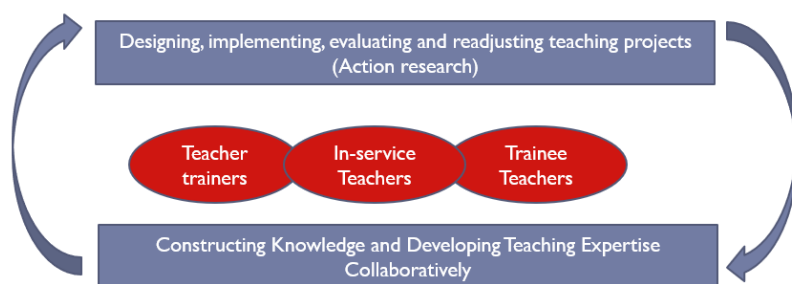 Designing, implementing, evaluating and readjusting teaching projects
(Action research)
Teacher
trainers
In-service
Teachers
Trainee
Teachers
Constructing Knowledge and Developing Teaching Expertise
Collaboratively